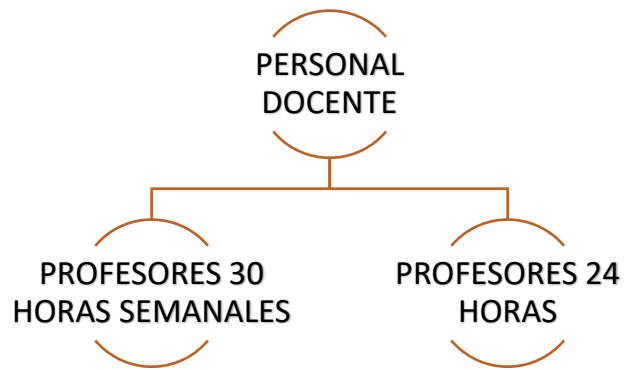 PERSONAL
DOCENTE
PROFESORES 30
HORAS SEMANALES
PROFESORES 24
HORAS